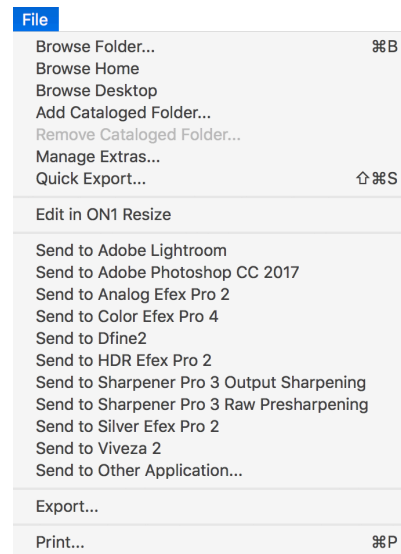 File
Browse Folder... ⌘B
Browse Home
Browse Desktop
Add Cataloged Folder...
Remove Cataloged Folder...
Manage Extras...
Quick Export... ⇧⌘S
Edit in ON1 Resize
Send to Adobe Lightroom
Send to Adobe Photoshop CC 2017
Send to Analog Efex Pro 2
Send to Color Efex Pro 4
Send to Dfine2
Send to HDR Efex Pro 2
Send to Sharpener Pro 3 Output Sharpening
Send to Sharpener Pro 3 Raw Presharpening
Send to Silver Efex Pro 2
Send to Viveza 2
Send to Other Application...
Export...
Print... ⌘P